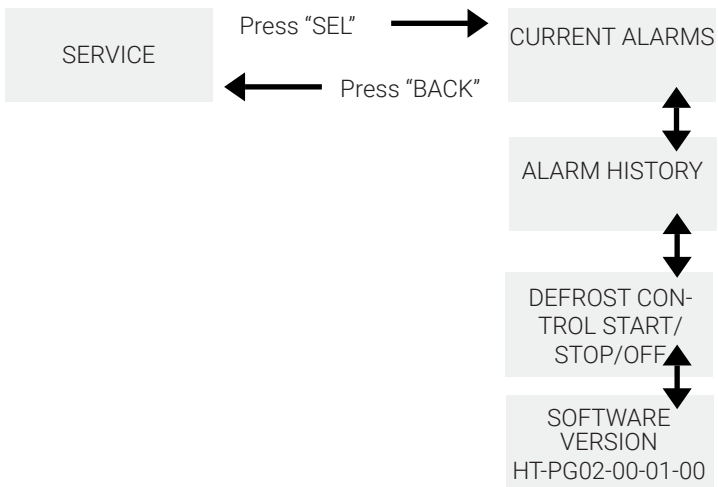 SERVICE
Press “SEL”
Press “BACK”
CURRENT ALARMS
ALARM HISTORY
DEFROST CON-
TROL START/
STOP/OFF
SOFTWARE
VERSION
HT-PG02-00-01-00